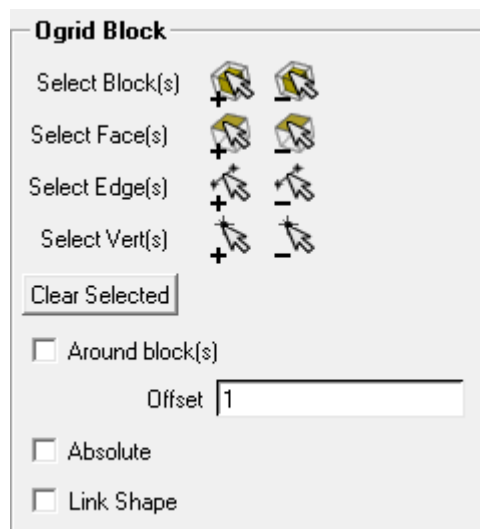 Ogrid Block
Select Block(s)
Select Face(s)
Select Edge(s)
Select Vert(s)
Clear Selected
Around block(s)
Offset 1
Absolute
Link Shape